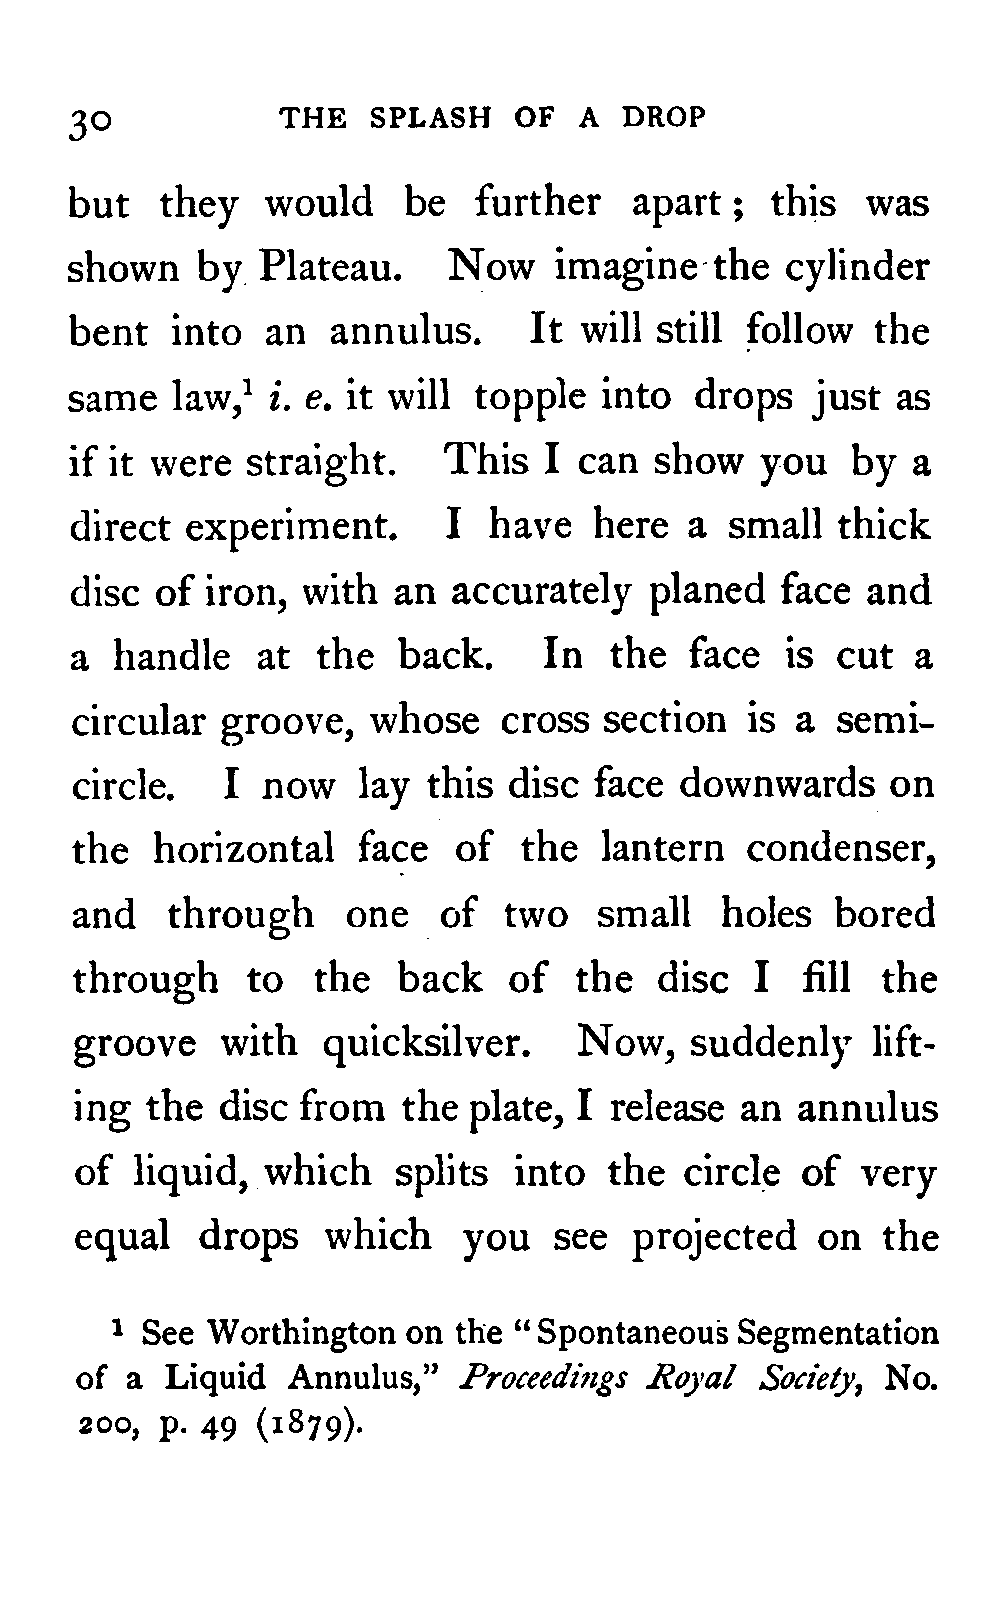 30 THE SPLASH OF A DROP
but they would be further apart; this was
shown by Plateau. Now imagine the cylinder
bent into an annulus. It will still follow the
same law,¹ i. e. it will topple into drops just as
if it were straight. This I can show you by a
direct experiment. I have here a small thick
disc of iron, with an accurately planed face and
a handle at the back. In the face is cut a
circular groove, whose cross section is a semi-
circle. I now lay this disc face downwards on
the horizontal face of the lantern condenser,
and through one of two small holes bored
through to the back of the disc I fill the
groove with quicksilver. Now, suddenly lift-
ing the disc from the plate, I release an annulus
of liquid, which splits into the circle of very
equal drops which you see projected on the
¹ See Worthington on the "Spontaneous Segmentation
of a Liquid Annulus," Proceedings Royal Society, No.
200, p. 49 (1879).